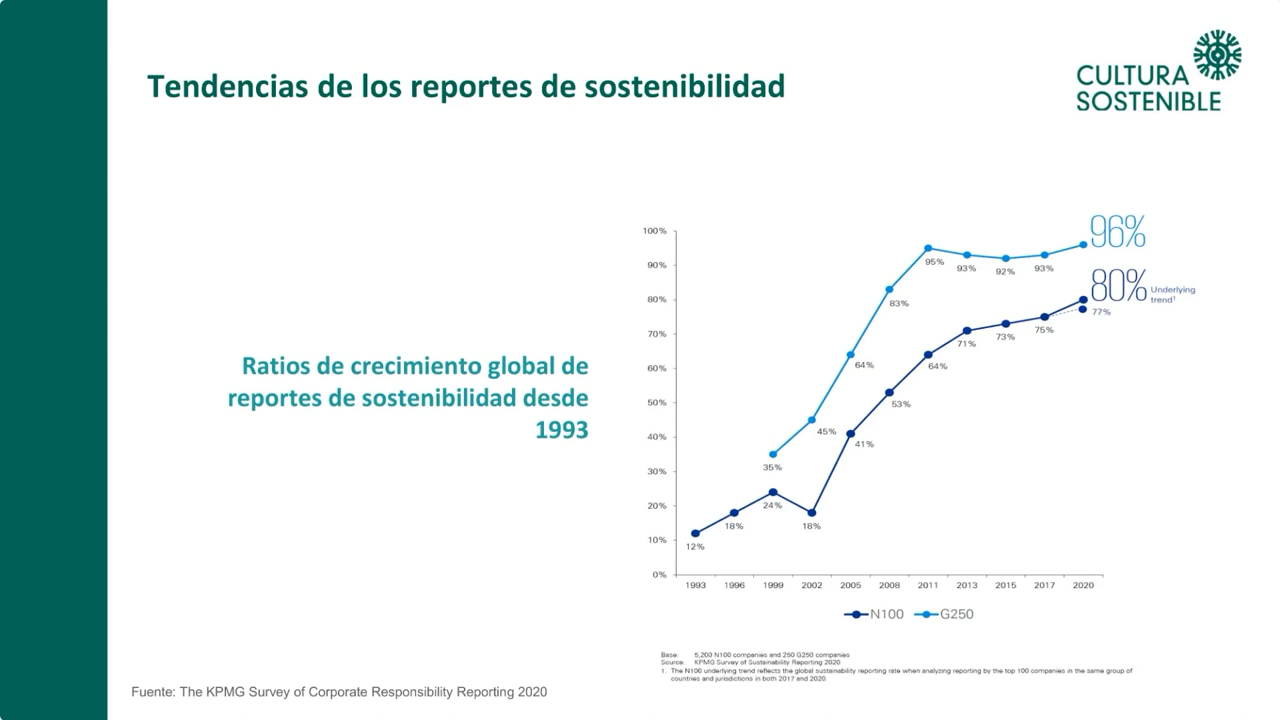 Tendencias de los reportes de sostenibilidad
CULTURA
SOSTENIBLE
Ratios de crecimiento global de
reportes de sostenibilidad desde
1993
100%
90%
80%
70%
60%
50%
40%
30%
20%
10%
0%
96%
95%
93%
92%
93%
83%
64%
45%
35%
80%
Underlying
trend¹
77%
75%
73%
71%
64%
53%
41%
18%
24%
18%
12%
1993 1996 1999 2002 2005 2008 2011 2013 2015 2017 2020
N100 G250
Base: 5,200 N100 companies and 250 G250 companies
Source: KPMG Survey of Sustainability Reporting 2020
1. The N100 underlying trend reflects the global sustainability reporting rate when analyzing reporting by the top 100 companies in the same group of
countries and jurisdictions in both 2017 and 2020.
Fuente: The KPMG Survey of Corporate Responsibility Reporting 2020